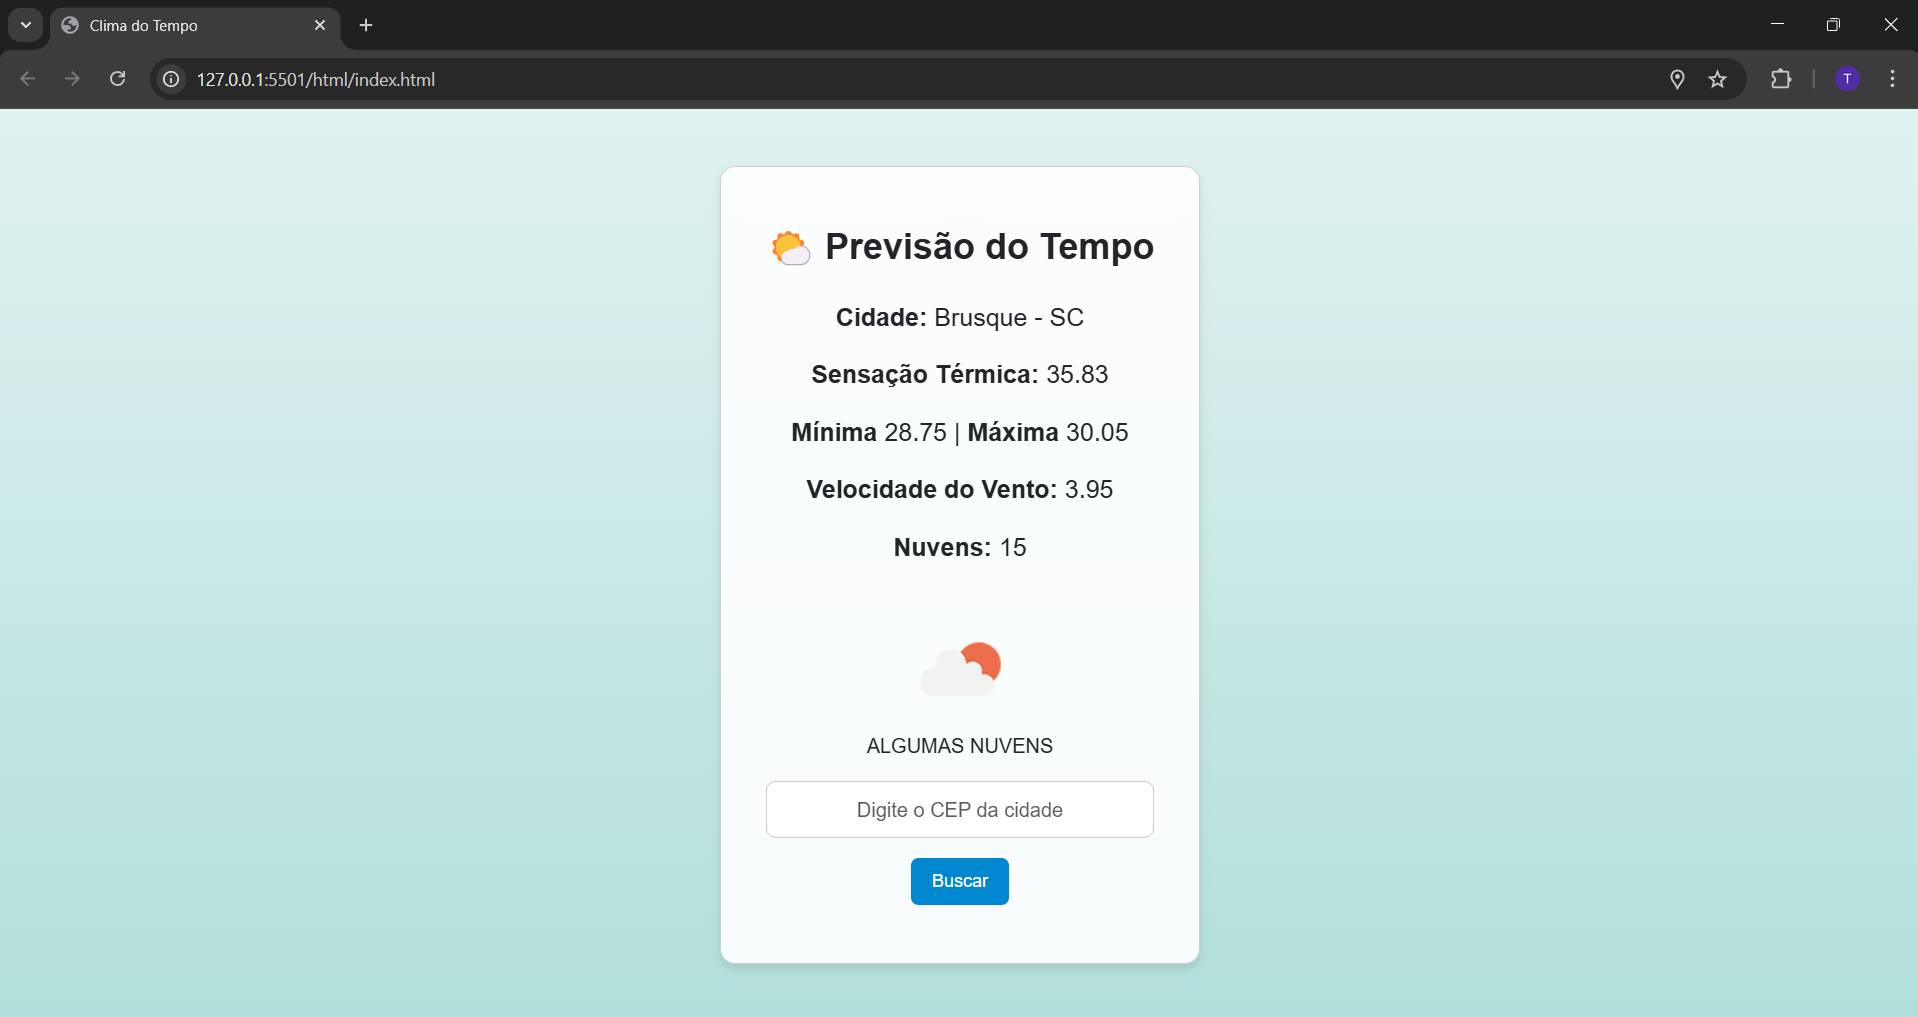 Clima do Tempo
127.0.0.1:5501/html/index.html
T
Previsão do Tempo
Cidade: Brusque - SC
Sensação Térmica: 35.83
Mínima 28.75 | Máxima 30.05
Velocidade do Vento: 3.95
Nuvens: 15
ALGUMAS NUVENS
Digite o CEP da cidade
Buscar